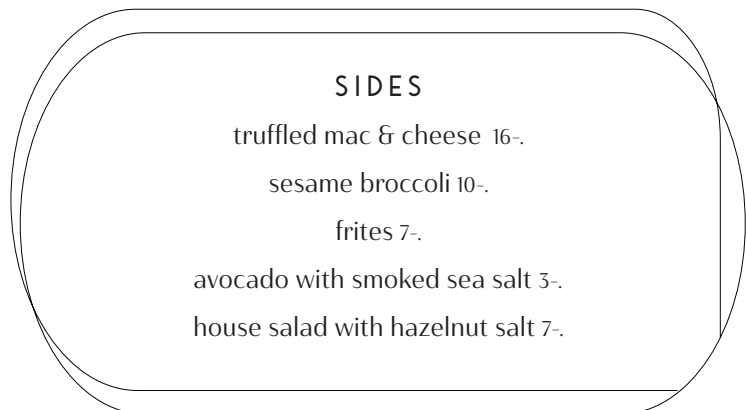 SIDES
truffled mac & cheese 16-.
sesame broccoli 10-.
frites 7-.
avocado with smoked sea salt 3-.
house salad with hazelnut salt 7-.